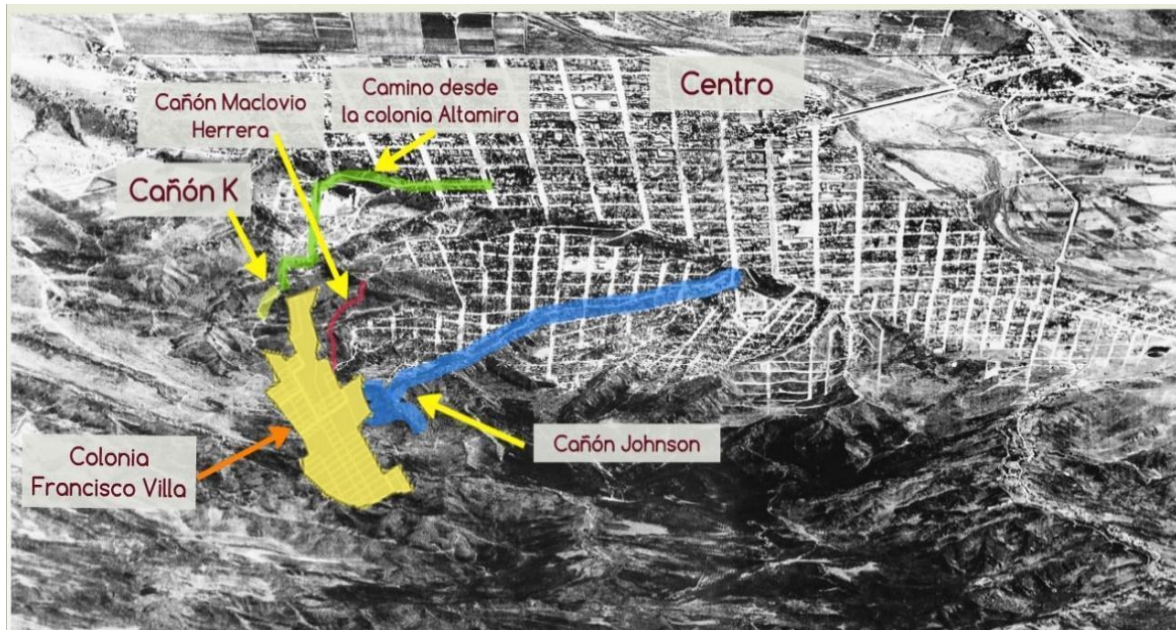 Centro
Camino desde
la colonia Altamira
Cañón Maclovio
Herrera
Cañón K
Cañón Johnson
Colonia
Francisco Villa